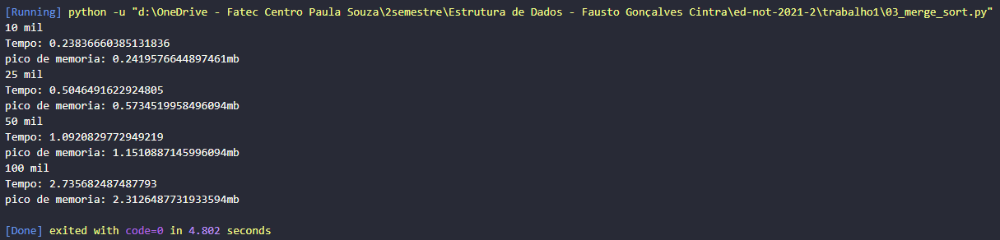 [Running] python -u "d:\OneDrive - Fatec Centro Paula Souza\2semestre\Estrutura de Dados - Fausto Gonçalves Cintra\ed-not-2021-2\trabalho1\03_merge_sort.py"
10 mil
Tempo: 0.23836660385131836
pico de memoria: 0.2419576644897461mb
25 mil
Tempo: 0.5046491622924805
pico de memoria: 0.5734519958496094mb
50 mil
Tempo: 1.0920829772949219
pico de memoria: 1.1510887145996094mb
100 mil
Tempo: 2.735682487487793
pico de memoria: 2.3126487731933594mb
[Done] exited with code=0 in 4.802 seconds